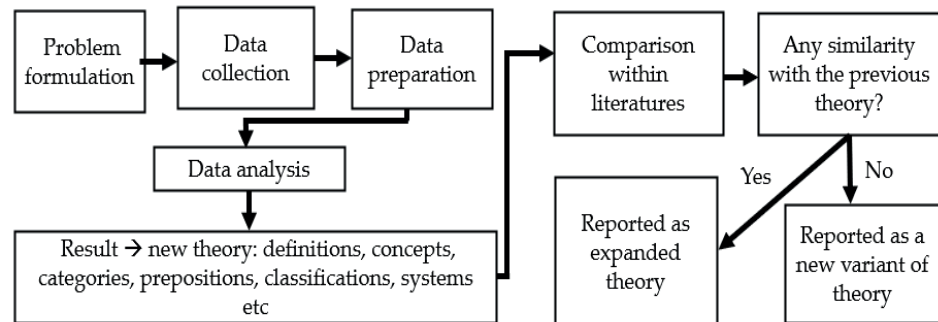 Problem
formulation
Data
collection
Data
preparation
Data analysis
Result → new theory: definitions, concepts,
categories, prepositions, classifications, systems
etc
Comparison
within
literatures
Any similarity
with the previous
theory?
Yes
No
Reported as
expanded
theory
Reported as a
new variant of
theory